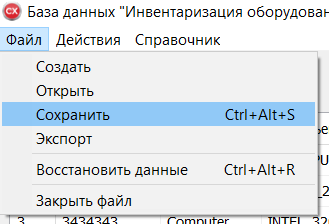 База данных "Инвентаризация
Файл Действия Справочник
Создать
Открыть
Сохранить Ctrl+Alt+S
Экспорт
Восстановить данные Ctrl+Alt+R
Закрыть файл
3 3434343 Computer INTEL